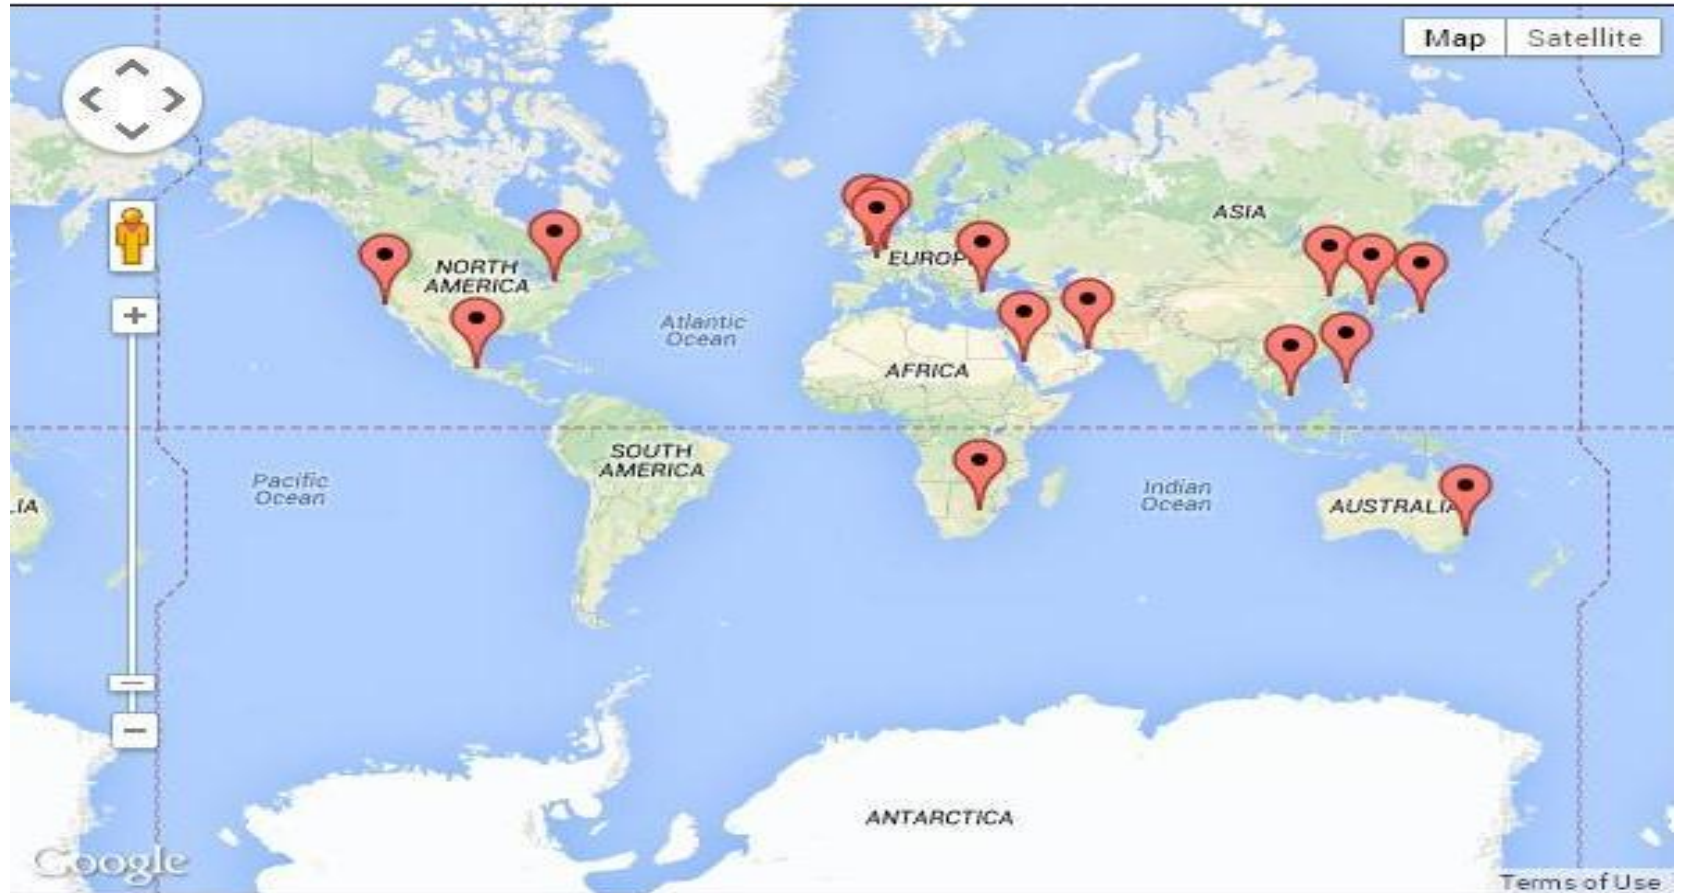 Map Satellite
ASIA
NORTH
AMERICA
EUROP
Atlantic
Ocean
AFRICA
SOUTH
AMERICA
Pacific
Ocean
Indian
Ocean
IA
AUSTRALIA
ANTARCTICA
Google
Terms of Use